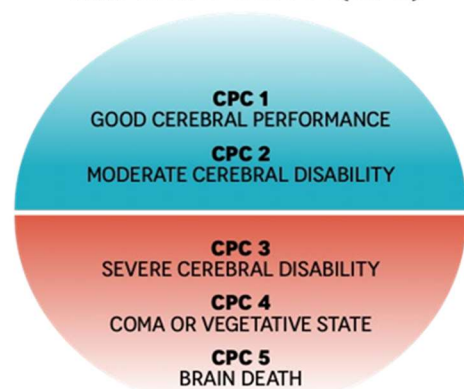 CPC 1
GOOD CEREBRAL PERFORMANCE
CPC 2
MODERATE CEREBRAL DISABILITY
CPC 3
SEVERE CEREBRAL DISABILITY
CPC 4
COMA OR VEGETATIVE STATE
CPC 5
BRAIN DEATH